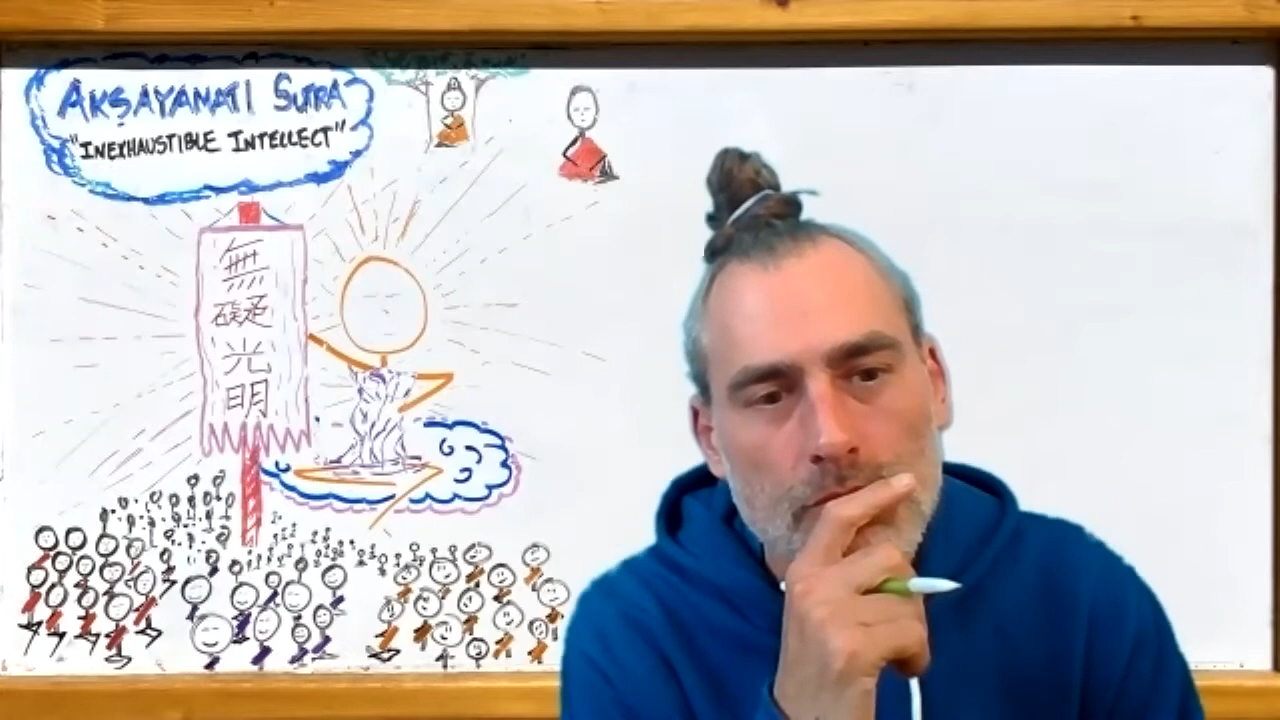 AKṢAYAMATI SUTRA
"INEXHAUSTIBLE INTELLECT"
無
礙
光
明